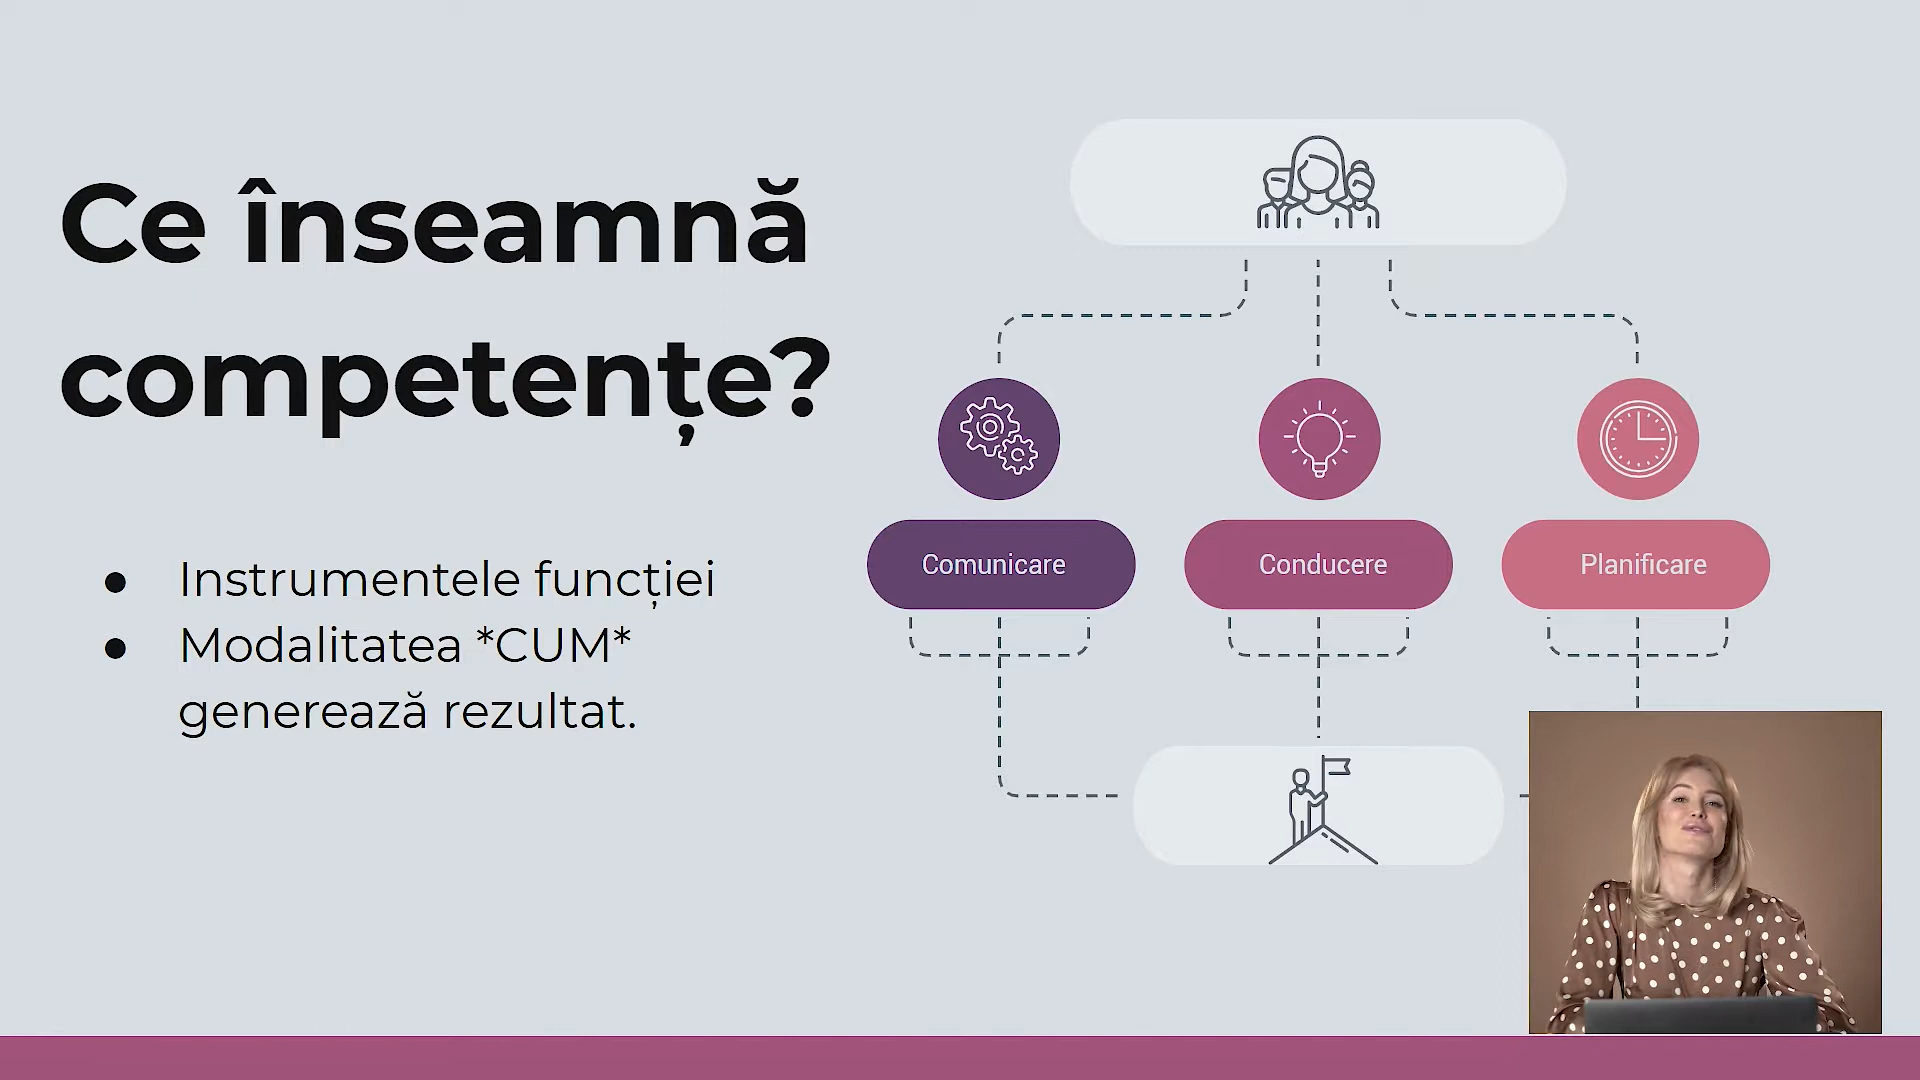 Ce înseamnă
competențe?
● Instrumentele funcției
● Modalitatea *CUM*
generează rezultat.
Comunicare
Conducere
Planificare